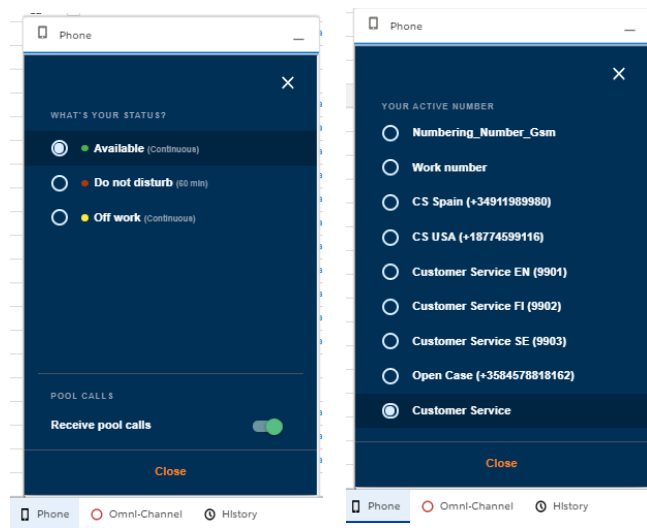 Phone
WHAT'S YOUR STATUS?
Available (Continuous)
Do not disturb (60 min)
Off work (Continuous)
POOL CALLS
Receive pool calls
Close
Phone Omni-Channel History
Phone
YOUR ACTIVE NUMBER
Numbering_Number_Gsm
Work number
CS Spain (+34911989980)
CS USA (+18774599116)
Customer Service EN (9901)
Customer Service FI (9902)
Customer Service SE (9903)
Open Case (+3584578818162)
Customer Service
Close
Phone Omni-Channel History